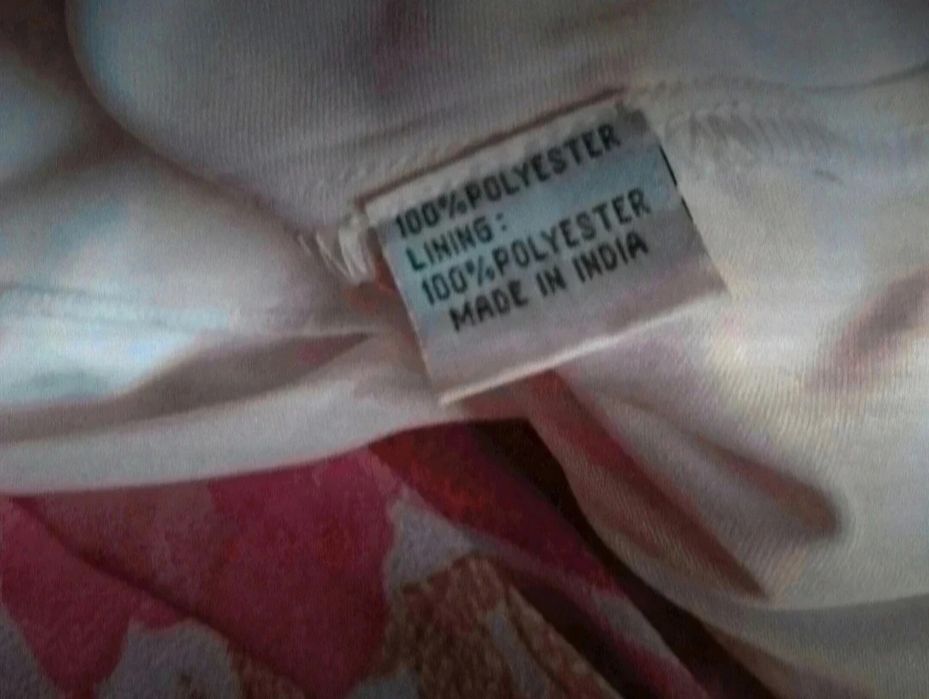 100%POLYESTER
LINING:
100%POLYESTER
MADE IN INDIA